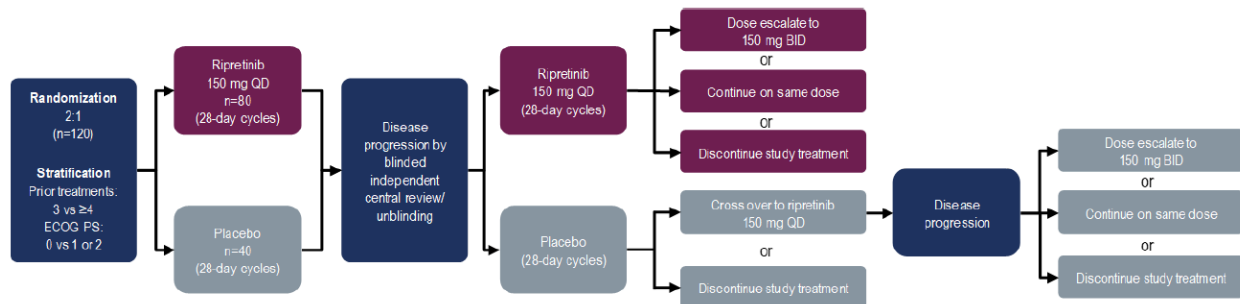 Randomization
2:1
(n=120)
Stratification
Prior treatments:
3 vs ≥4
ECOG PS:
0 vs 1 or 2
Ripretinib
150 mg QD
n=80
(28-day cycles)
Placebo
n=40
(28-day cycles)
Disease
progression by
blinded
independent
central review/
unblinding
Ripretinib
150 mg QD
(28-day cycles)
Placebo
(28-day cycles)
Dose escalate to
150 mg BID
or
Continue on same dose
or
Discontinue study treatment
Cross over to ripretinib
150 mg QD
or
Discontinue study treatment
Disease
progression
Dose escalate to
150 mg BID
or
Continue on same dose
or
Discontinue study treatment